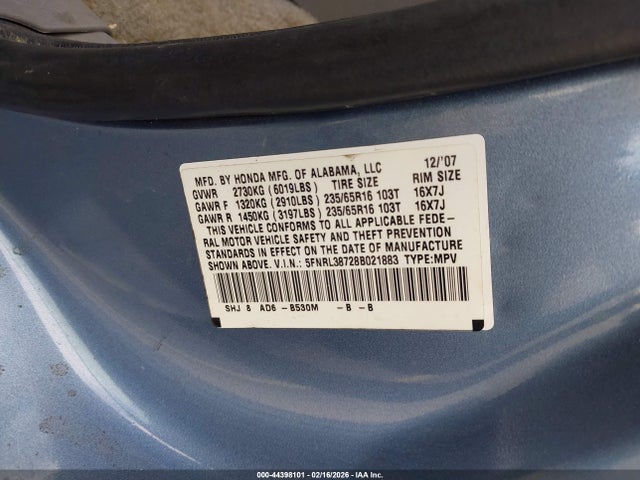 MFD. BY HONDA MFG. OF ALABAMA, LLC 12/'07
GVWR 2730KG (6019LBS) TIRE SIZE RIM SIZE
GAWR F 1320KG (2910LBS) 235/65R16 103T 16X7J
GAWR R 1450KG (3197LBS) 235/65R16 103T 16X7J
THIS VEHICLE CONFORMS TO ALL APPLICABLE FEDE-
RAL MOTOR VEHICLE SAFETY AND THEFT PREVENTION
STANDARDS IN EFFECT ON THE DATE OF MANUFACTURE
SHOWN ABOVE. V.I.N.: 5FNRL38728B021883 TYPE:MPV
SHJ 8 AD6 -B530M -B -B
000-44398101 - 02/16/2026 - IAA Inc.